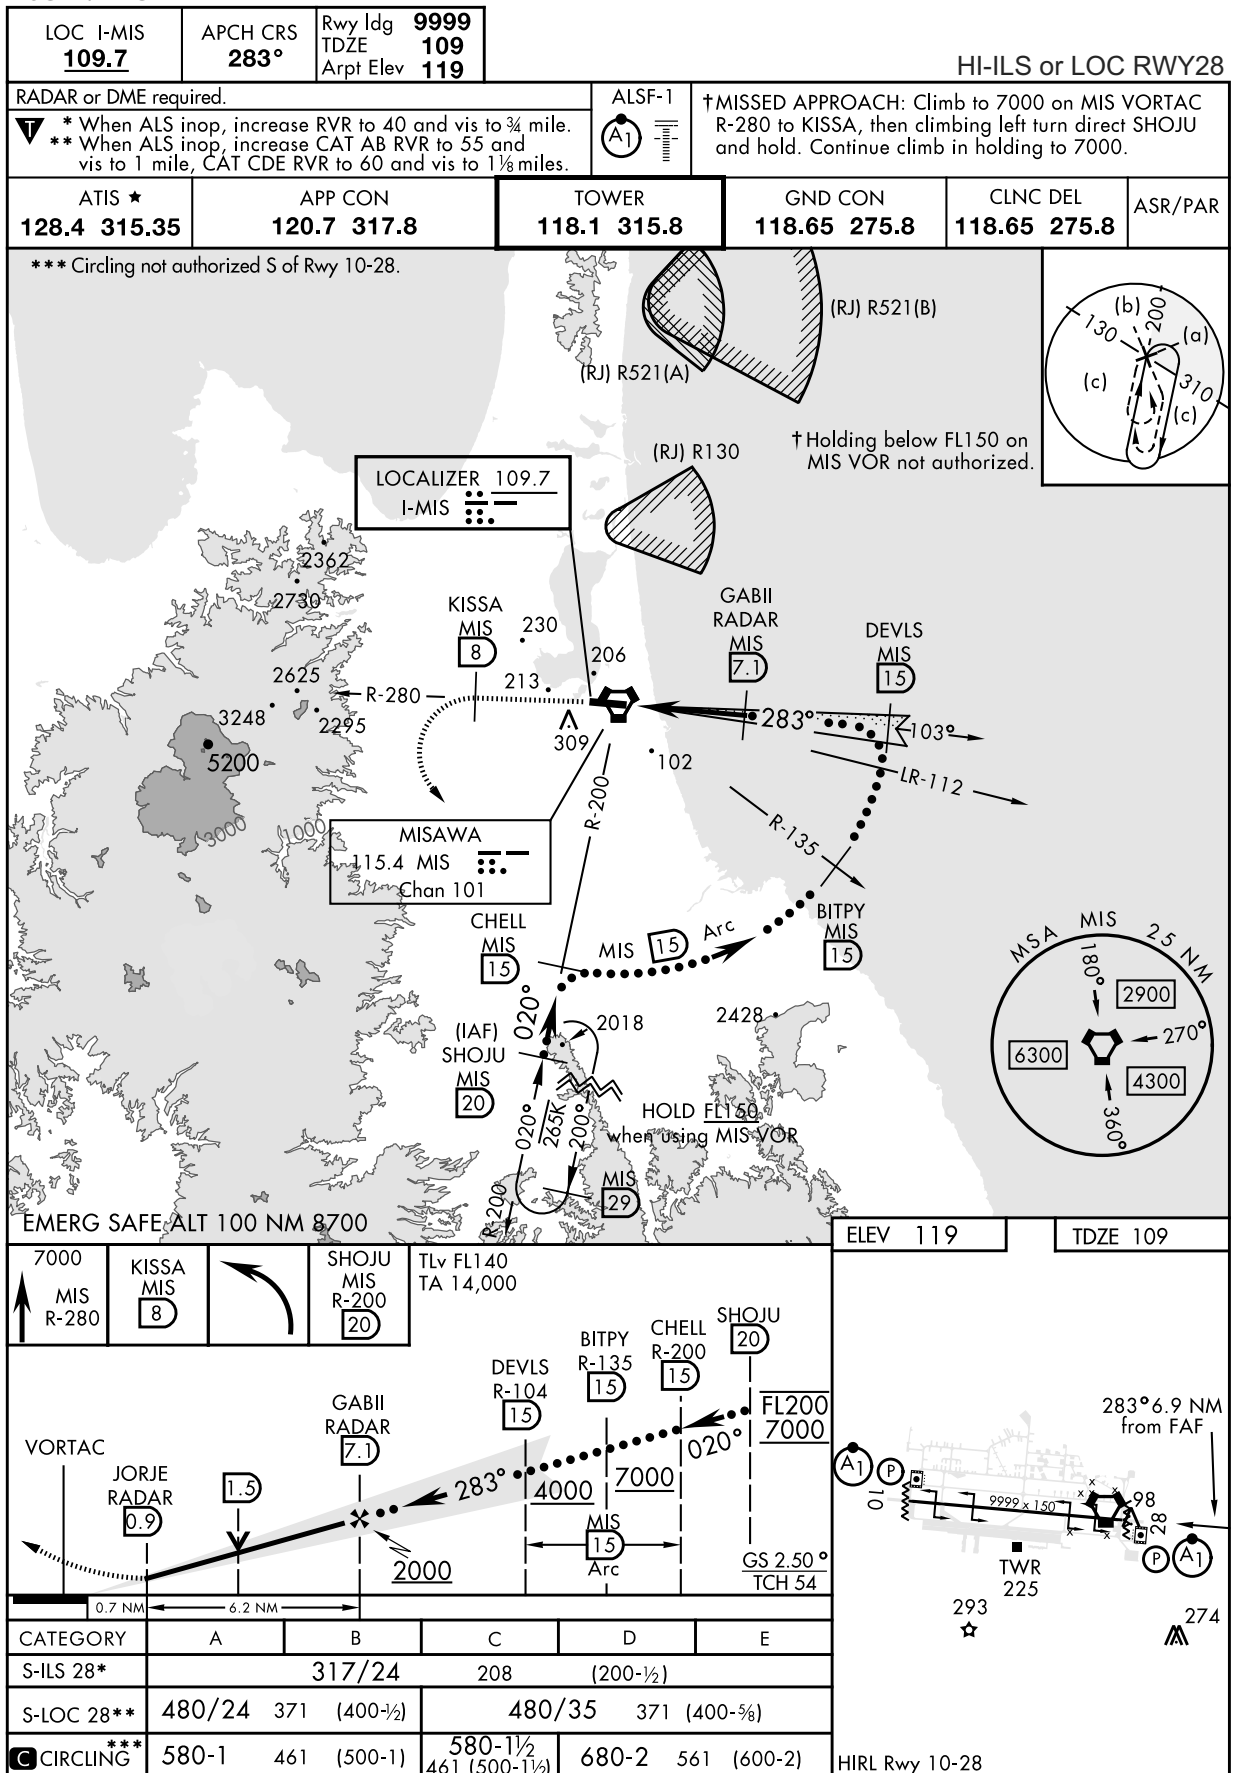 LOC I-MIS
109.7
APCH CRS
283°
Rwy ldg 9999
TDZE 109
Arpt Elev 119
HI-ILS or LOC RWY28
RADAR or DME required.
T
* When ALS inop, increase RVR to 40 and vis to ¾ mile.
** When ALS inop, increase CAT AB RVR to 55 and
vis to 1 mile, CAT CDE RVR to 60 and vis to 1⅛ miles.
ALSF-1
A1
†MISSED APPROACH: Climb to 7000 on MIS VORTAC
R-280 to KISSA, then climbing left turn direct SHOJU
and hold. Continue climb in holding to 7000.
ATIS ★
128.4 315.35
APP CON
120.7 317.8
TOWER
118.1 315.8
GND CON
118.65 275.8
CLNC DEL
118.65 275.8
ASR/PAR
*** Circling not authorized S of Rwy 10-28.
(RJ) R521(B)
(RJ) R521(A)
(RJ) R130
(b)
200
(a)
130
(c)
310
(c)
†Holding below FL150 on
MIS VOR not authorized.
LOCALIZER 109.7
I-MIS
2362
2730
2625
3248
2295
5200
3000
1000
KISSA
MIS
8
230
213
206
309
102
R-280
GABII
RADAR
MIS
7.1
DEVLS
MIS
15
283°
103°
LR-112
R-135
R-200
MISAWA
115.4 MIS
Chan 101
CHELL
MIS
15
MIS 15 Arc
BITPY
MIS
15
020°
(IAF)
SHOJU
MIS
20
2018
2428
020°
265K
200°
HOLD FL150
when using MIS VOR
MIS
29
R-200
MSA MIS 25 NM
180°
2900
270°
6300
4300
360°
EMERG SAFE ALT 100 NM 8700
ELEV 119
TDZE 109
7000
MIS
R-280
KISSA
MIS
8
SHOJU
MIS
R-200
20
TLv FL140
TA 14,000
VORTAC
JORJE
RADAR
0.9
1.5
GABII
RADAR
7.1
DEVLS
R-104
15
BITPY
R-135
15
CHELL
R-200
15
SHOJU
20
FL200
7000
020°
7000
4000
283°
2000
MIS
15
Arc
GS 2.50°
TCH 54
0.7 NM
6.2 NM
283° 6.9 NM
from FAF
A1
P
10
9999 x 150
x
x
x
x
x
98
28
P
A1
TWR
225
293
274
HIRL Rwy 10-28
CATEGORY A B C D E
S-ILS 28* 317/24 208 (200-½)
S-LOC 28** 480/24 371 (400-½) 480/35 371 (400-⅝)
C CIRCLING*** 580-1 461 (500-1) 580-1½ 461 (500-1½) 680-2 561 (600-2)